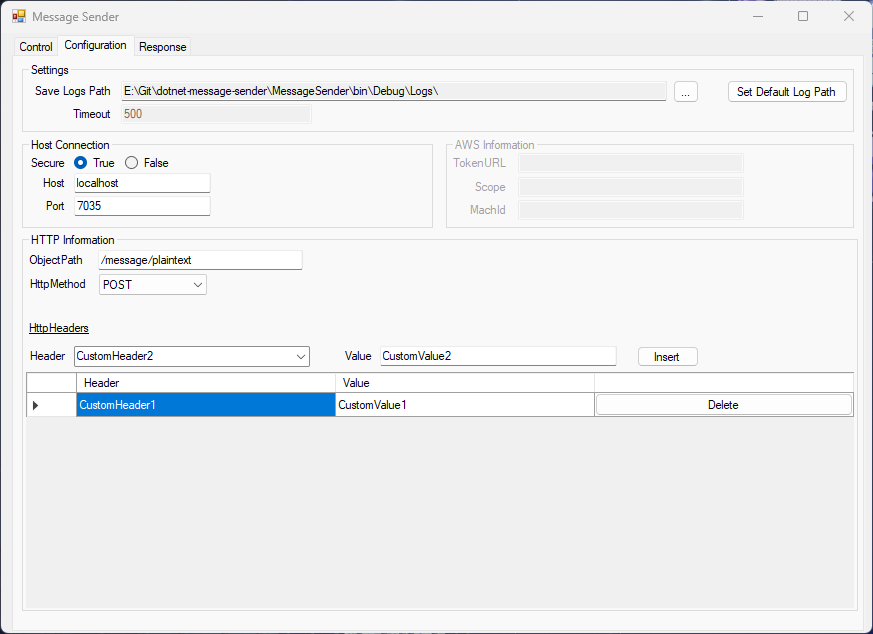 Message Sender
Control Configuration Response
Settings
Save Logs Path E:\Git\dotnet-message-sender\MessageSender\bin\Debug\Logs\ ... Set Default Log Path
Timeout 500
Host Connection
Secure True False
Host localhost
Port 7035
AWS Information
TokenURL
Scope
MachId
HTTP Information
ObjectPath /message/plaintext
HttpMethod POST
HttpHeaders
Header CustomHeader2 Value CustomValue2 Insert
Header Value
CustomHeader1 CustomValue1 Delete